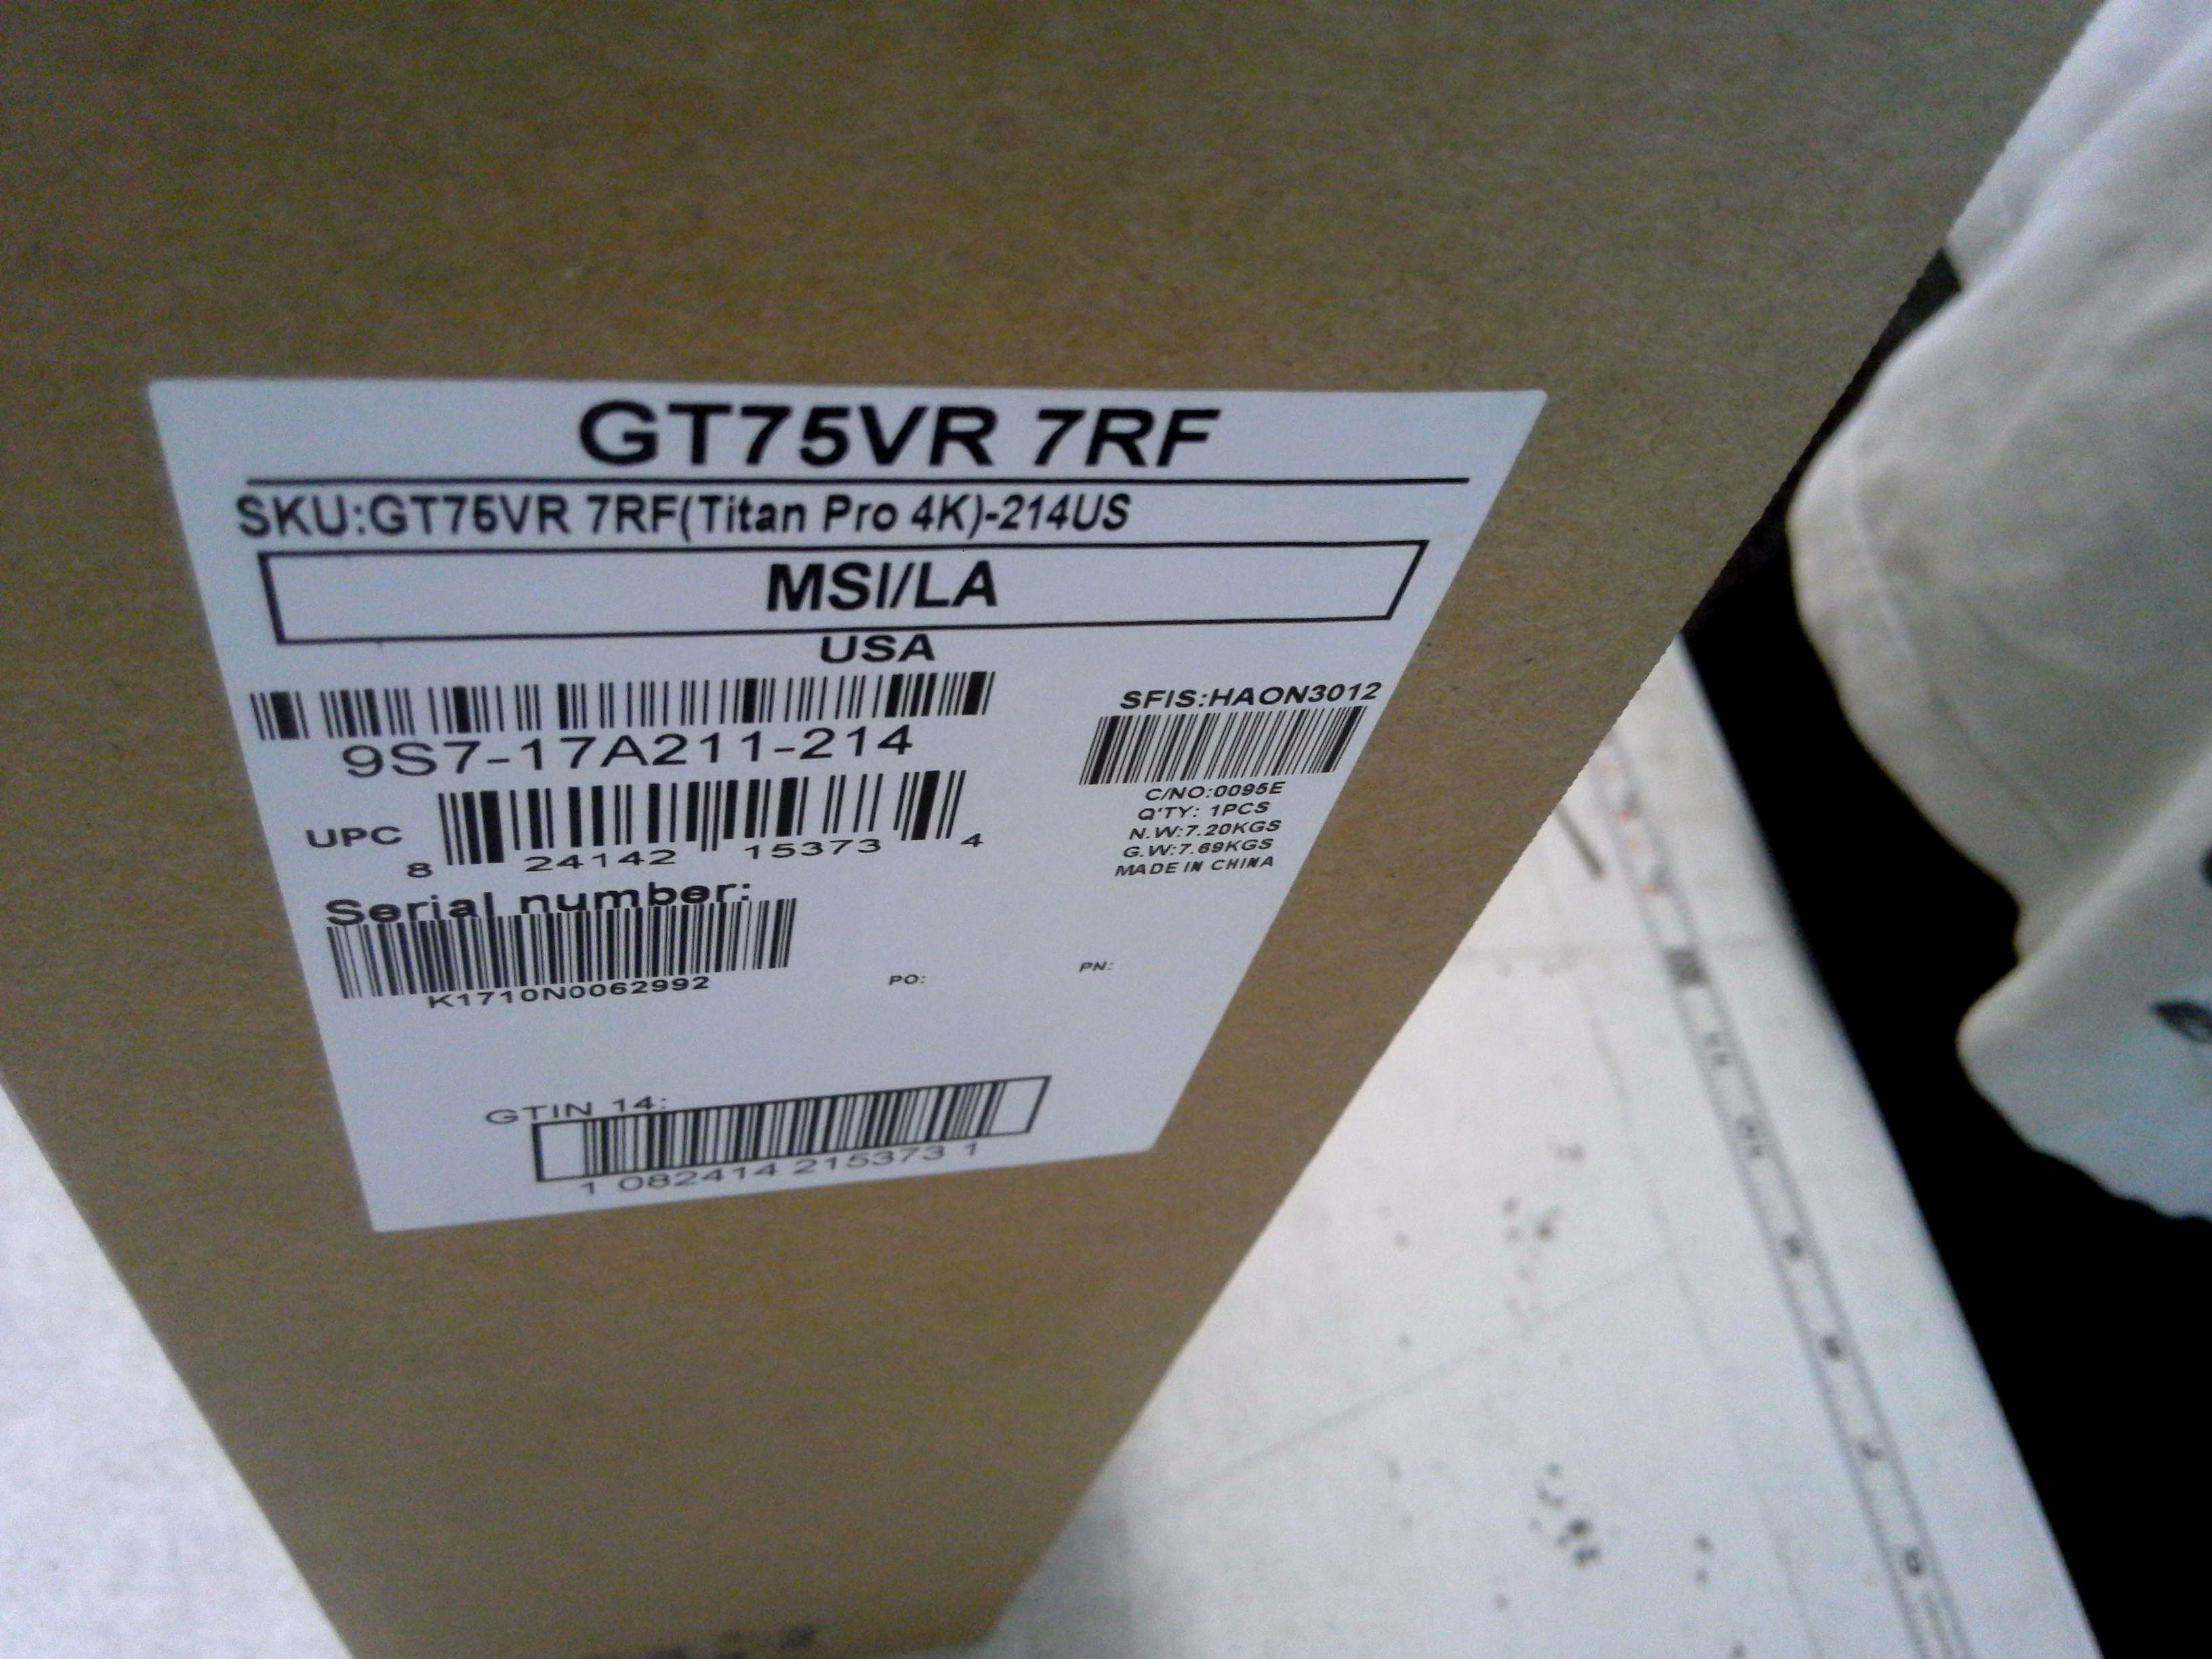 GT75VR 7RF
SKU:GT75VR 7RF(Titan Pro 4K)-214US
MSI/LA
USA
9S7-17A211-214
UPC
8 24142 15373 4
Serial number:
K1710N0062992
SFIS:HAON3012
C/NO:0095E
Q'TY: 1PCS
N.W:7.20KGS
G.W:7.69KGS
MADE IN CHINA
PO:
PN:
GTIN 14:
1 082414 215373 1